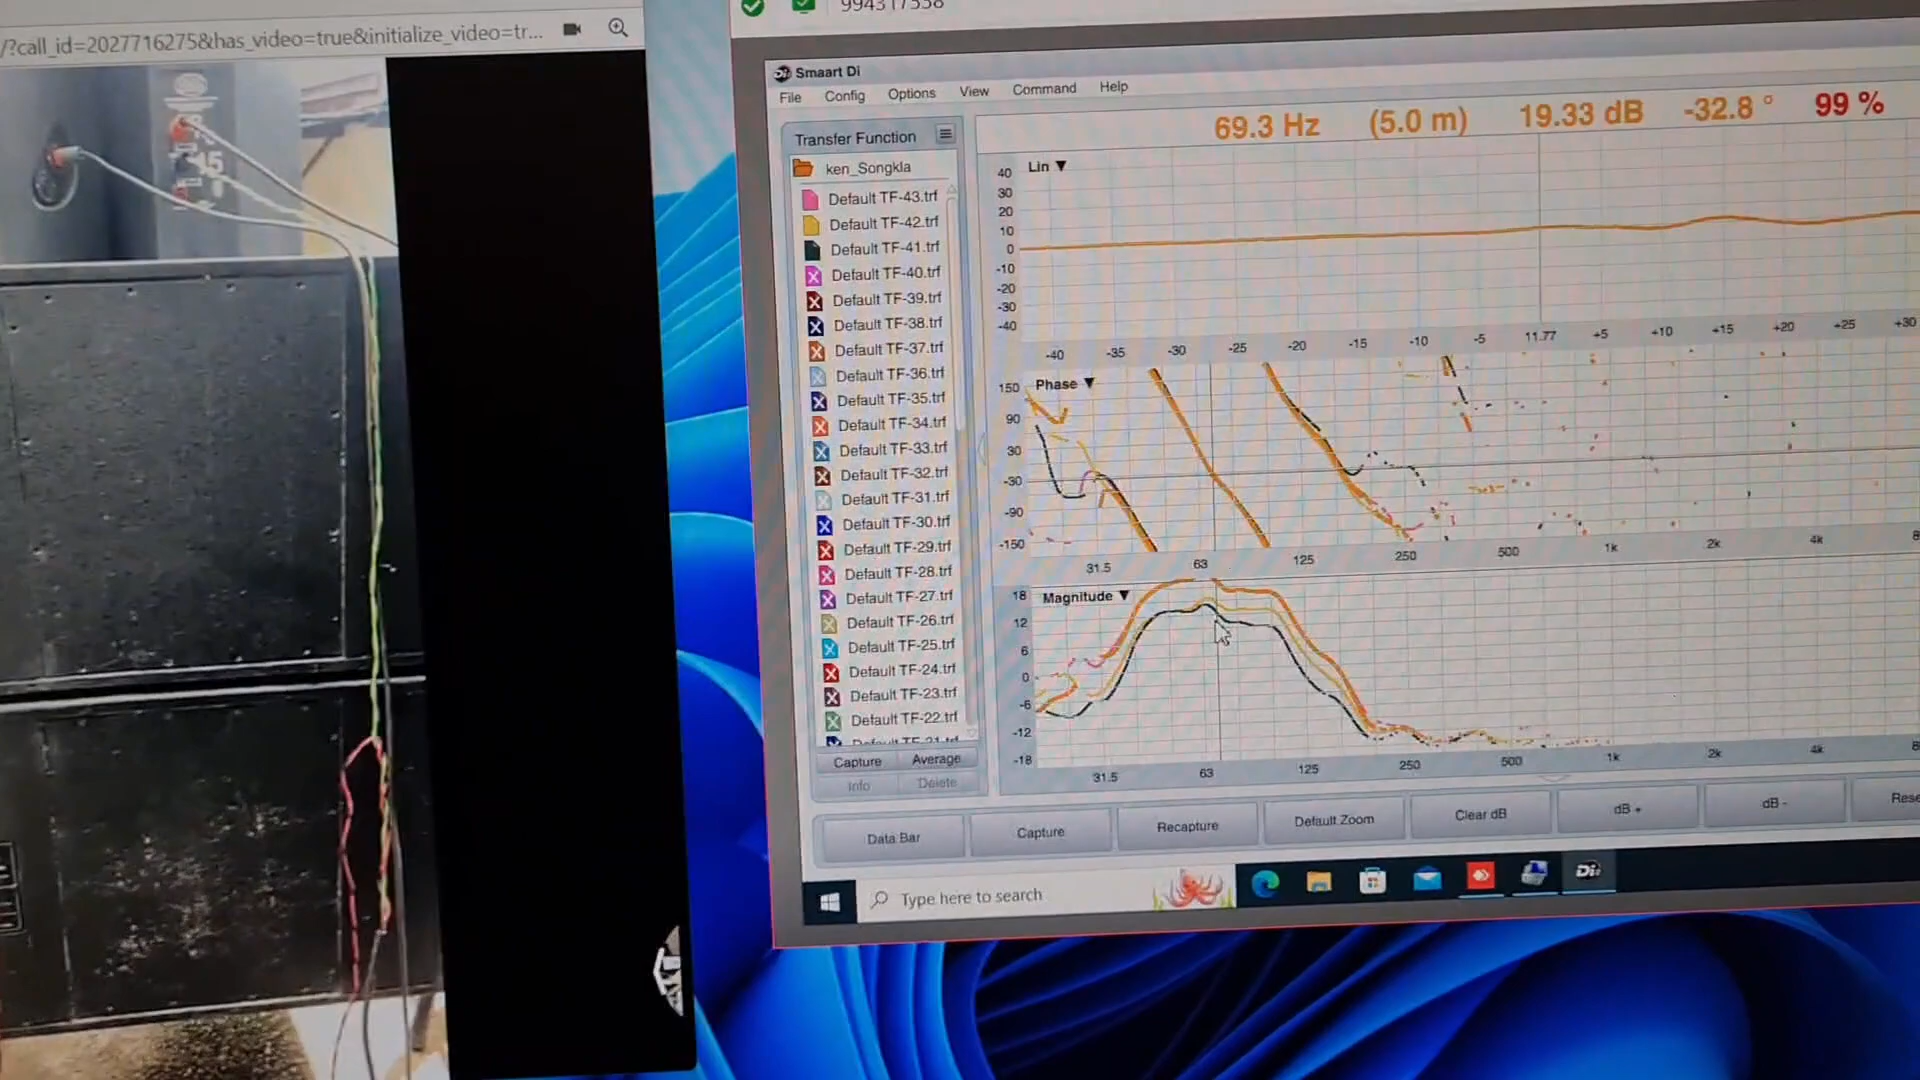 /?call_id=2027716275&has_video=true&initialize_video=tr...
994317558
Smaart Di
File Config Options View Command Help
69.3 Hz (5.0 m) 19.33 dB -32.8 ° 99 %
Transfer Function
ken_Songkla
Default TF-43.trf
Default TF-42.trf
Default TF-41.trf
Default TF-40.trf
Default TF-39.trf
Default TF-38.trf
Default TF-37.trf
Default TF-36.trf
Default TF-35.trf
Default TF-34.trf
Default TF-33.trf
Default TF-32.trf
Default TF-31.trf
Default TF-30.trf
Default TF-29.trf
Default TF-28.trf
Default TF-27.trf
Default TF-26.trf
Default TF-25.trf
Default TF-24.trf
Default TF-23.trf
Default TF-22.trf
Default TF-21.trf
Capture Average
Info Delete
Lin ▼
40
30
20
10
0
-10
-20
-30
-40
-40 -35 -30 -25 -20 -15 -10 -5 11.77 +5 +10 +15 +20 +25 +30
Phase ▼
150
90
30
-30
-90
-150
31.5 63 125 250 500 1k 2k 4k 8
Magnitude ▼
18
12
6
0
-6
-12
-18
31.5 63 125 250 500 1k 2k 4k 8
Data Bar Capture Recapture Default Zoom Clear dB dB + dB - Rese
Type here to search
Di
15